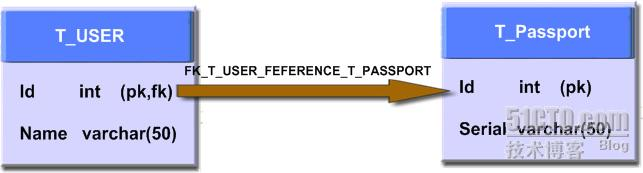 T_USER
Id int (pk,fk)
Name varchar(50)
FK_T_USER_FEFERENCE_T_PASSPORT
T_Passport
Id int (pk)
Serial varchar(50)
51CTO.com
技术博客 Blog